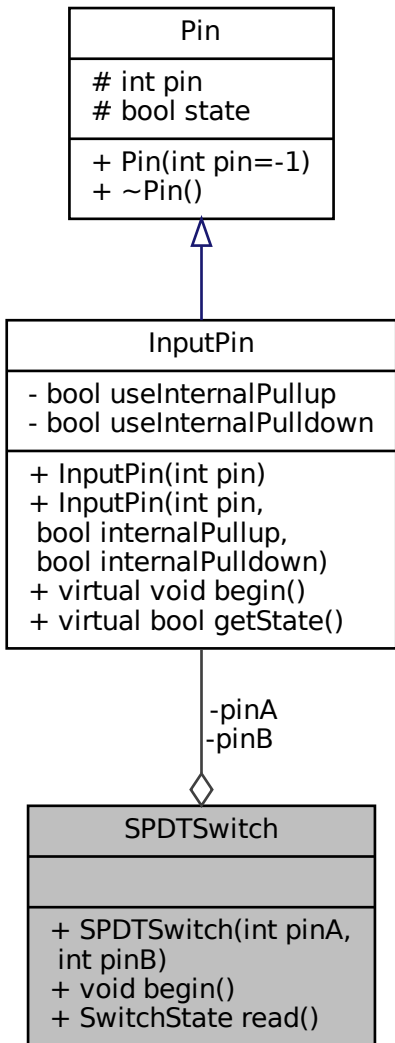 Pin
# int pin
# bool state
+ Pin(int pin=-1)
+ ~Pin()
InputPin
- bool useInternalPullup
- bool useInternalPulldown
+ InputPin(int pin)
+ InputPin(int pin,
bool internalPullup,
bool internalPulldown)
+ virtual void begin()
+ virtual bool getState()
-pinA
-pinB
SPDTSwitch
+ SPDTSwitch(int pinA,
int pinB)
+ void begin()
+ SwitchState read()